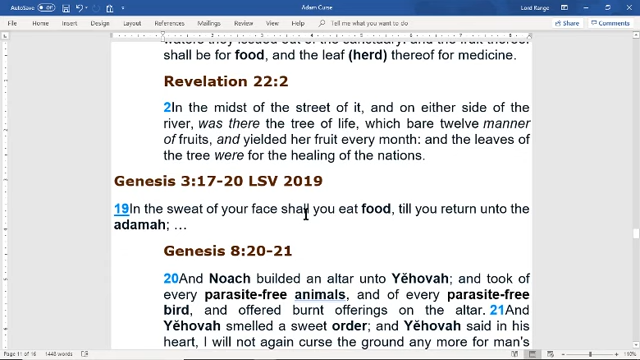 AutoSave Off
Adam Curse
Lord Range
File Home Insert Draw Design Layout References Mailings Review View Help Tell me what you want to do Share Comments
shall be for food, and the leaf (herd) thereof for medicine.
Revelation 22:2
2In the midst of the street of it, and on either side of the
river, was there the tree of life, which bare twelve manner
of fruits, and yielded her fruit every month: and the leaves of
the tree were for the healing of the nations.
Genesis 3:17-20 LSV 2019
19In the sweat of your face shall you eat food, till you return unto the
adamah; …
Genesis 8:20-21
20And Noach builded an altar unto Yĕhovah; and took of
every parasite-free animals, and of every parasite-free
bird, and offered burnt offerings on the altar. 21And
Yĕhovah smelled a sweet order; and Yĕhovah said in his
heart, I will not again curse the ground any more for man's
Page 11 of 16 1440 words